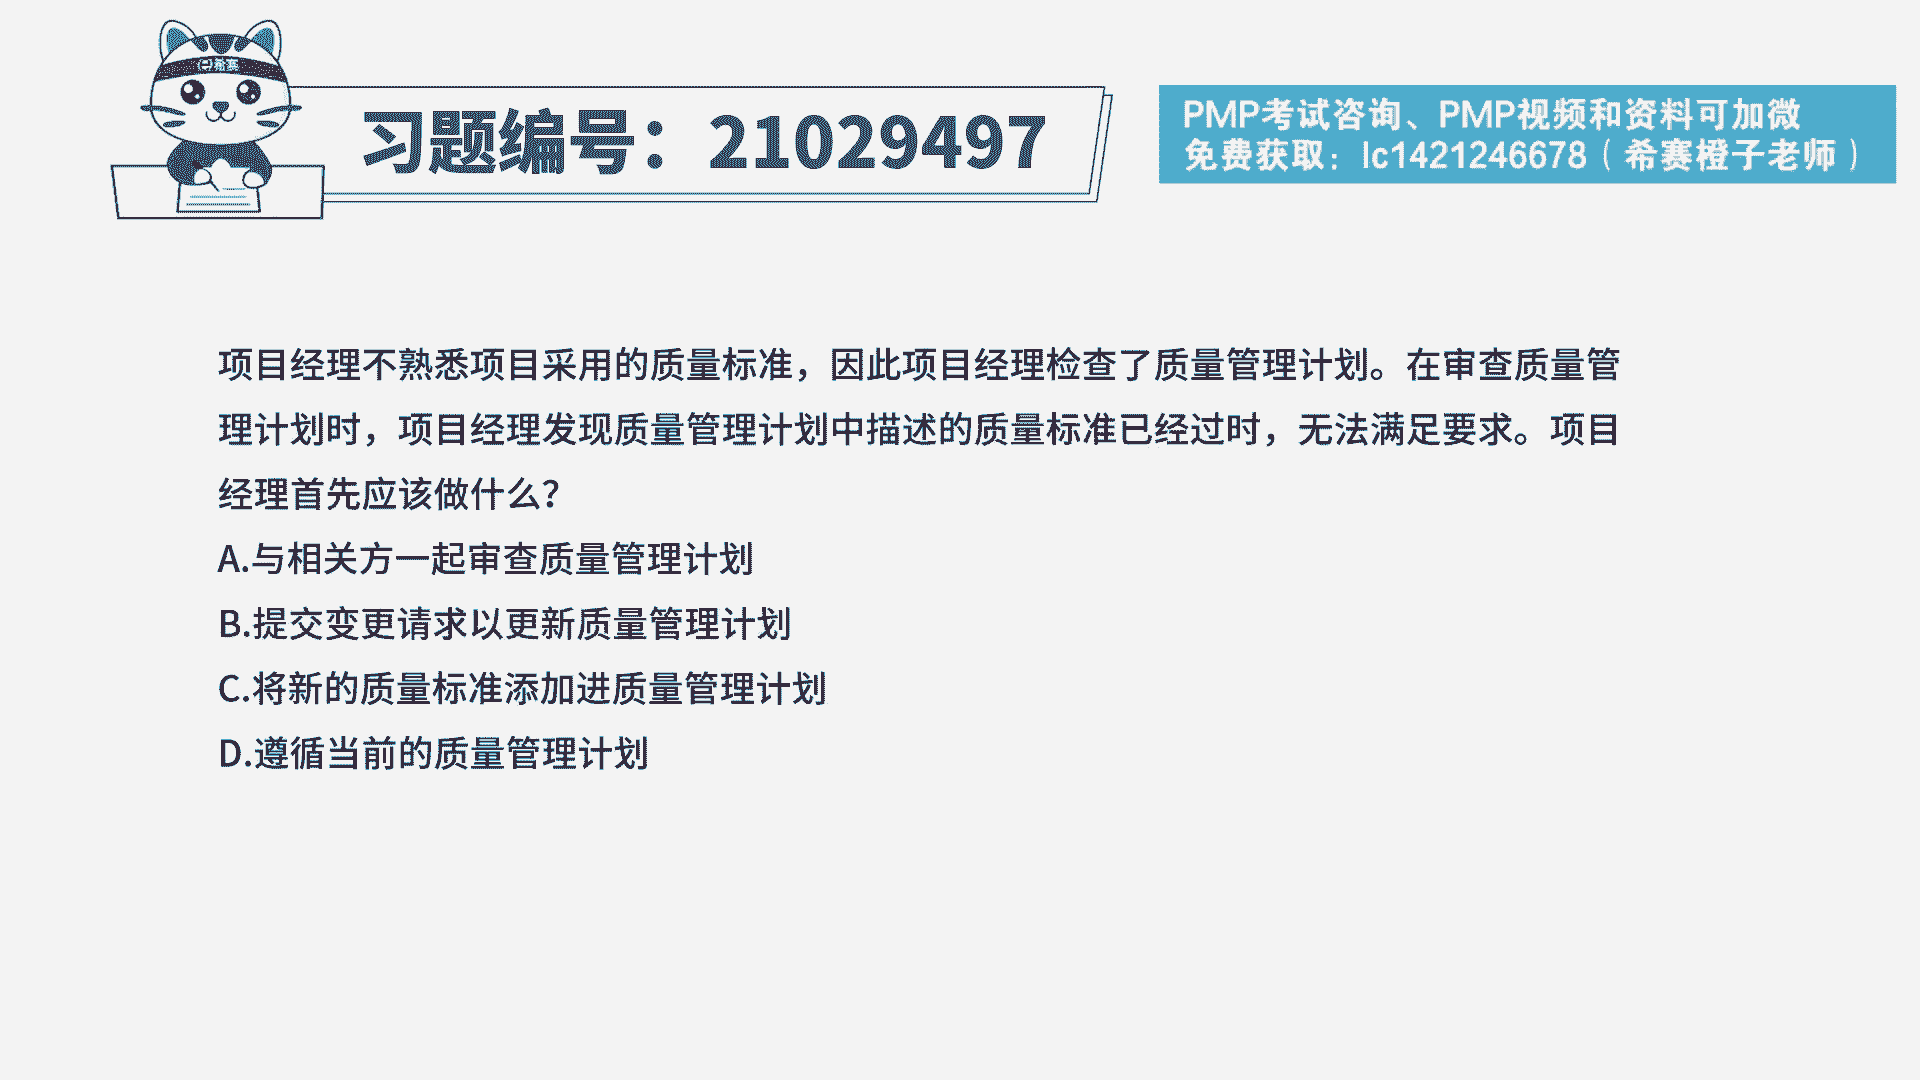 希赛
习题编号：21029497
PMP考试咨询、PMP视频和资料可加微
免费获取：lc1421246678（希赛橙子老师）
项目经理不熟悉项目采用的质量标准，因此项目经理检查了质量管理计划。在审查质量管
理计划时，项目经理发现质量管理计划中描述的质量标准已经过时，无法满足要求。项目
经理首先应该做什么？
A.与相关方一起审查质量管理计划
B.提交变更请求以更新质量管理计划
C.将新的质量标准添加进质量管理计划
D.遵循当前的质量管理计划